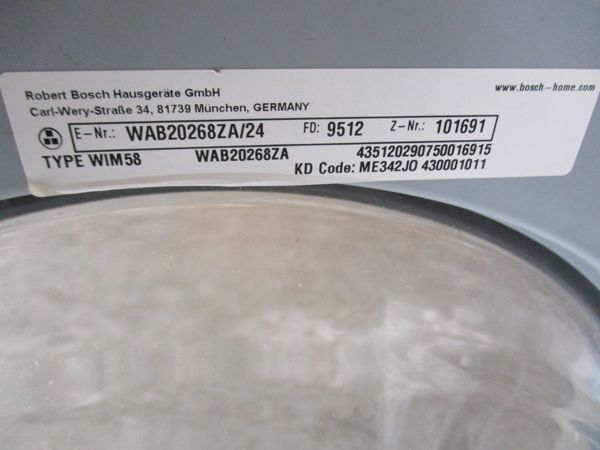 www.bosch-home.com
Robert Bosch Hausgeräte GmbH
Carl-Wery-Straße 34, 81739 München, GERMANY
E-Nr.: WAB20268ZA/24 FD: 9512 Z-Nr.: 101691
TYPE WIM58 WAB20268ZA 435120290750016915
KD Code: ME342JO 430001011